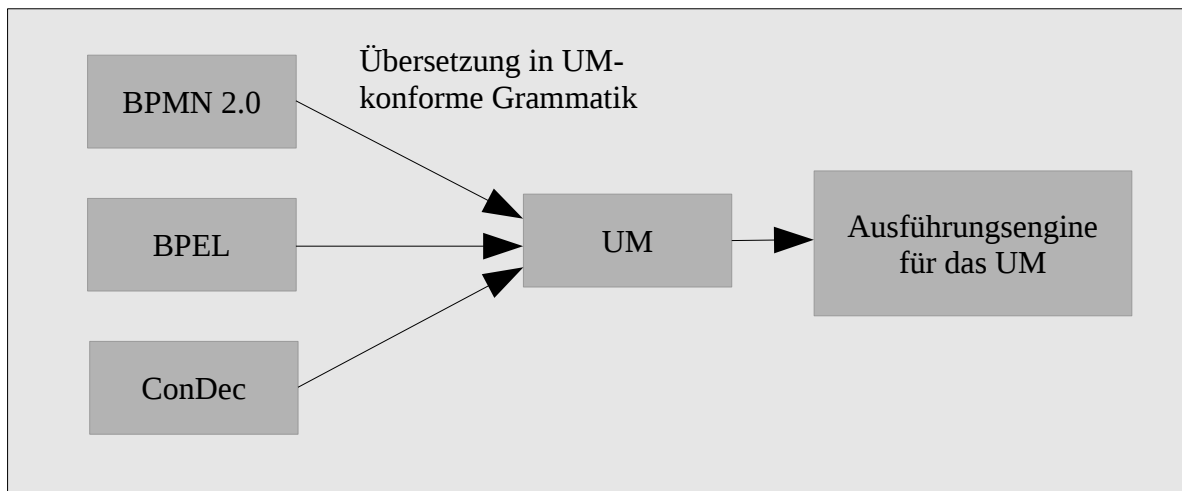 Übersetzung in UM-
konforme Grammatik
BPMN 2.0
BPEL
ConDec
UM
Ausführungsengine
für das UM